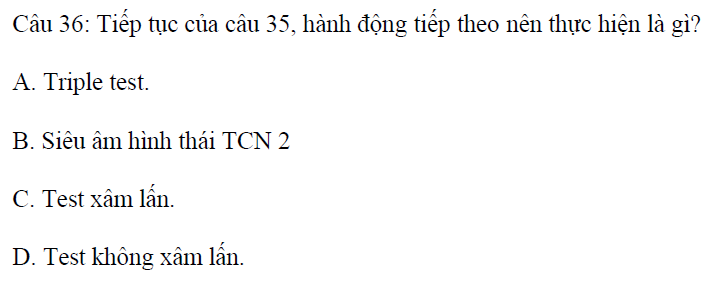 Câu 36: Tiếp tục của câu 35, hành động tiếp theo nên thực hiện là gì?
A. Triple test.
B. Siêu âm hình thái TCN 2
C. Test xâm lấn.
D. Test không xâm lấn.